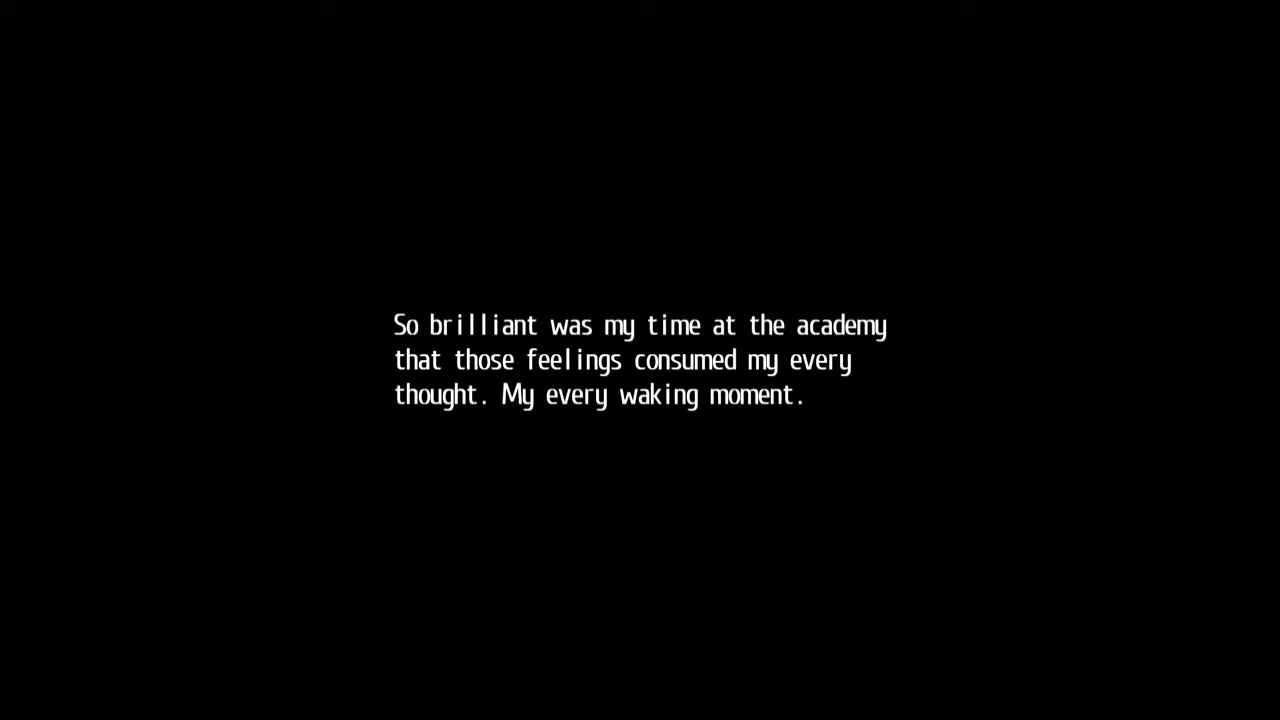 So brilliant was my time at the academy
that those feelings consumed my every
thought. My every waking moment.